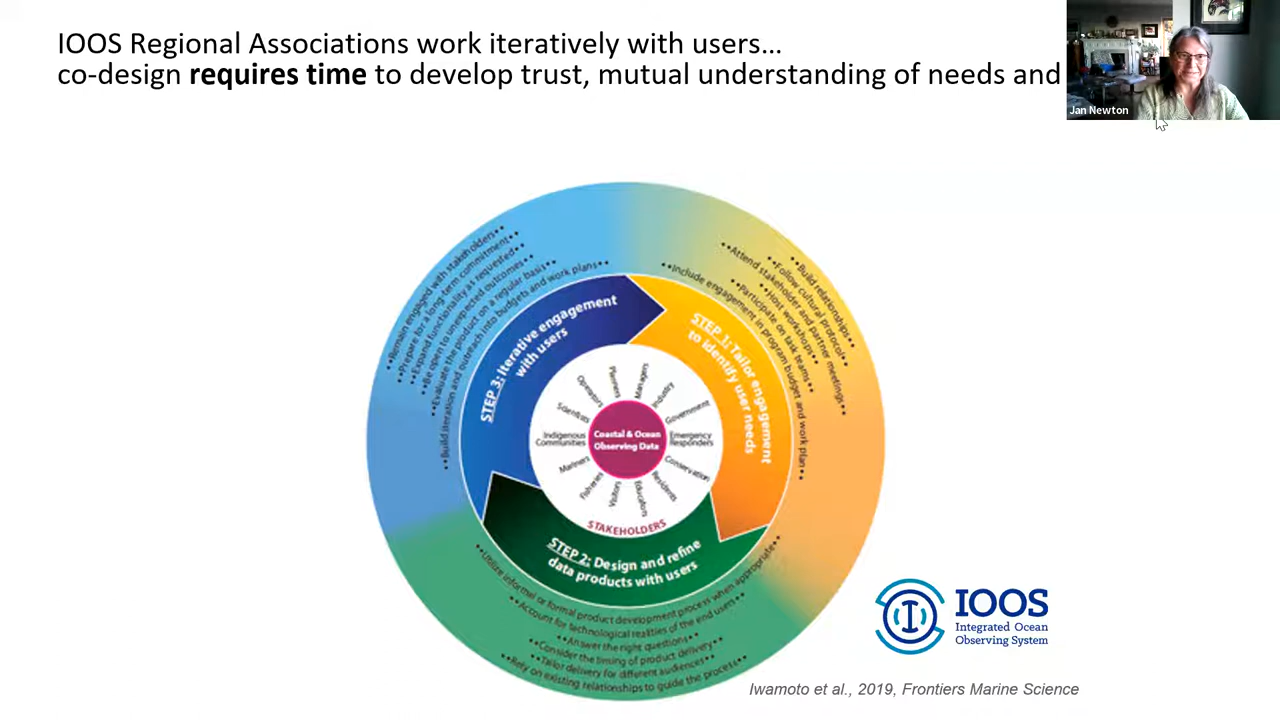 IOOS Regional Associations work iteratively with users…
co-design requires time to develop trust, mutual understanding of needs and
Jan Newton
••Remain engaged with stakeholders••
••Prepare for a long-term commitment••
••Expand functionality as requested••
••Be open to unexpected outcomes••
••Evaluate the product on a regular basis••
••Build iteration and outreach into budgets and work plans••
••Build relationships••
••Follow cultural protocol••
••Attend stakeholder and partner meetings••
••Host workshops••
••Participate on task teams••
••Include engagement in program budget and work plan••
STEP 3: Iterative engagement
with users
STEP 1: Tailor engagement
to identify user needs
Planners
Managers
Operators
Industry
Scientists
Government
Indigenous
Communities
Coastal & Ocean
Observing Data
Emergency
Responders
Mariners
Conservation
Fisheries
Visitors
Educators
Residents
STAKEHOLDERS
STEP 2: Design and refine
data products with users
••Utilize informal or formal product development process when appropriate••
••Account for technological realities of the end users••
••Answer the right questions••
••Consider the timing of product delivery••
••Tailor delivery for different audiences••
••Rely on existing relationships to guide the process••
IOOS
Integrated Ocean
Observing System
Iwamoto et al., 2019, Frontiers Marine Science